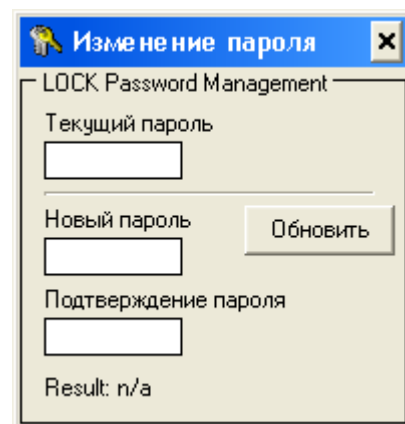 Изменение пароля
LOCK Password Management
Текущий пароль
Новый пароль
Обновить
Подтверждение пароля
Result: n/a